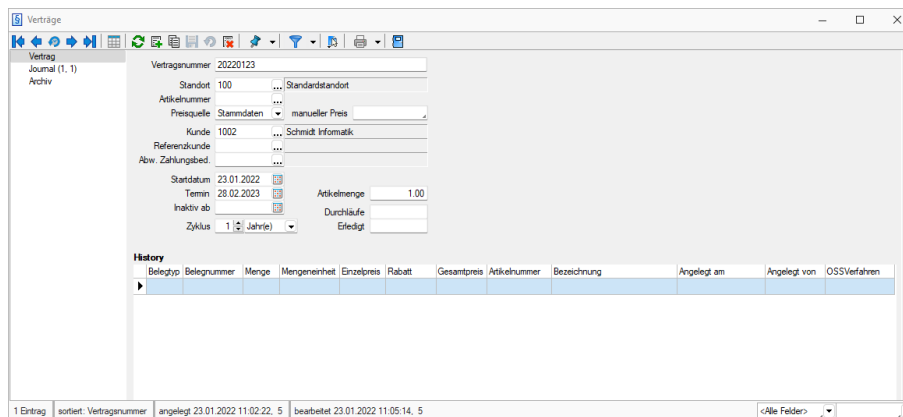 § Verträge
Vertrag
Journal (1, 1)
Archiv
Vertragsnummer 20220123
Standort 100 ... Standardstandort
Artikelnummer ...
Preisquelle Stammdaten manueller Preis
Kunde 1002 ... Schmidt Informatik
Referenzkunde ...
Abw. Zahlungsbed. ...
Startdatum 23.01.2022
Termin 28.02.2023 Artikelmenge 1.00
Inaktiv ab Durchläufe
Zyklus 1 Jahr(e) Erledigt
History
Belegtyp Belegnummer Menge Mengeneinheit Einzelpreis Rabatt Gesamtpreis Artikelnummer Bezeichnung Angelegt am Angelegt von OSSVerfahren
1 Eintrag sortiert: Vertragsnummer angelegt 23.01.2022 11:02:22, 5 bearbeitet 23.01.2022 11:05:14, 5 <Alle Felder>